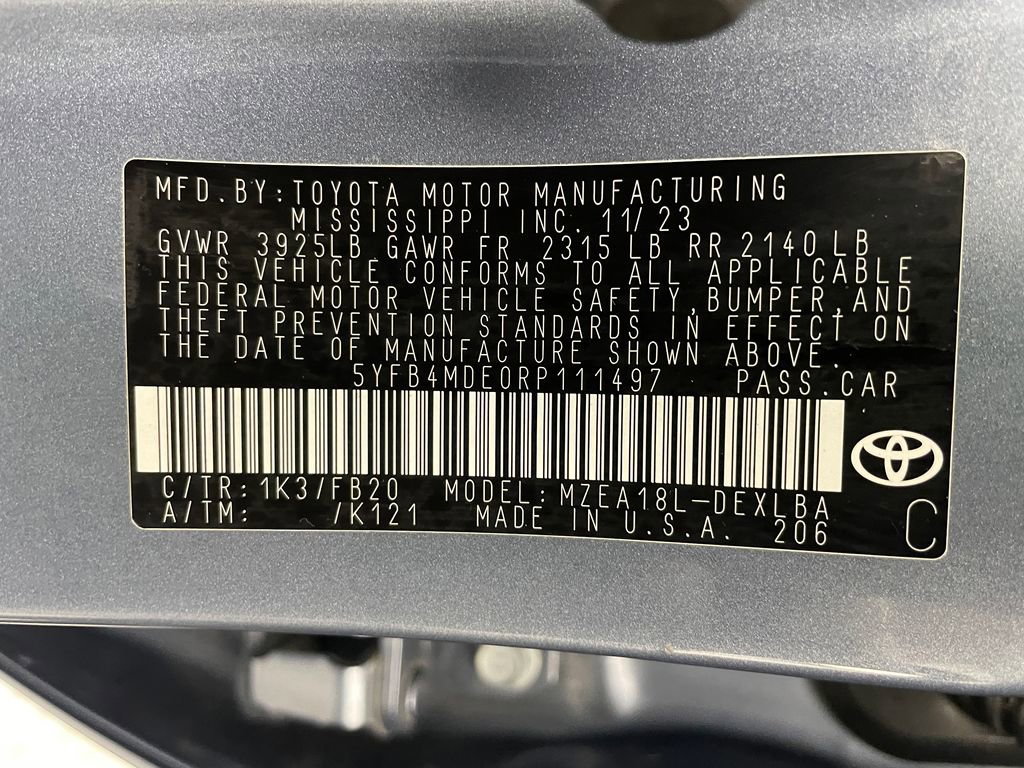 MFD.BY:TOYOTA MOTOR MANUFACTURING
MISSISSIPPI INC. 11/23
GVWR 3925LB GAWR FR 2315 LB RR 2140 LB
THIS VEHICLE CONFORMS TO ALL APPLICABLE
FEDERAL MOTOR VEHICLE SAFETY,BUMPER,AND
THEFT PREVENTION STANDARDS IN EFFECT ON
THE DATE OF MANUFACTURE SHOWN ABOVE.
5YFB4MDE0RP111497 PASS.CAR
C/TR:1K3/FB20 MODEL:MZEA18L-DEXLBA
A/TM: /K121 MADE IN U.S.A. 206
C